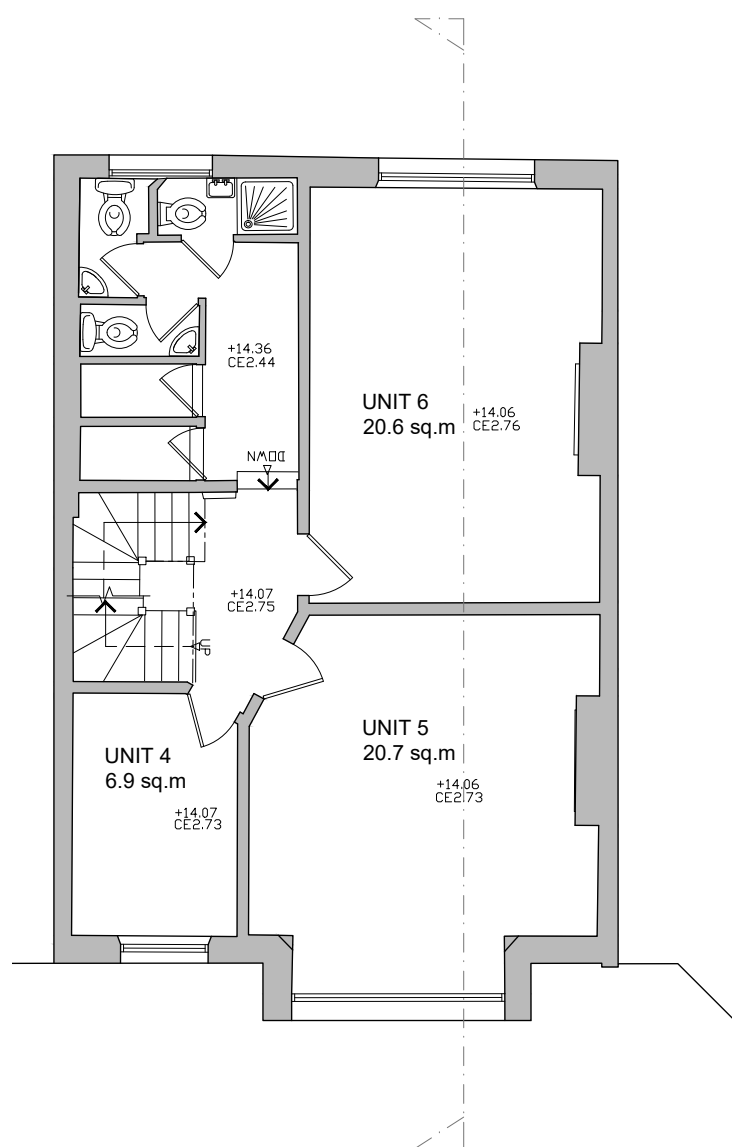 +14.36
CE2.44
UNIT 6
20.6 sq.m
+14.06
CE2.76
DOWN
+14.07
CE2.75
UP
UNIT 5
20.7 sq.m
+14.06
CE2.73
UNIT 4
6.9 sq.m
+14.07
CE2.73